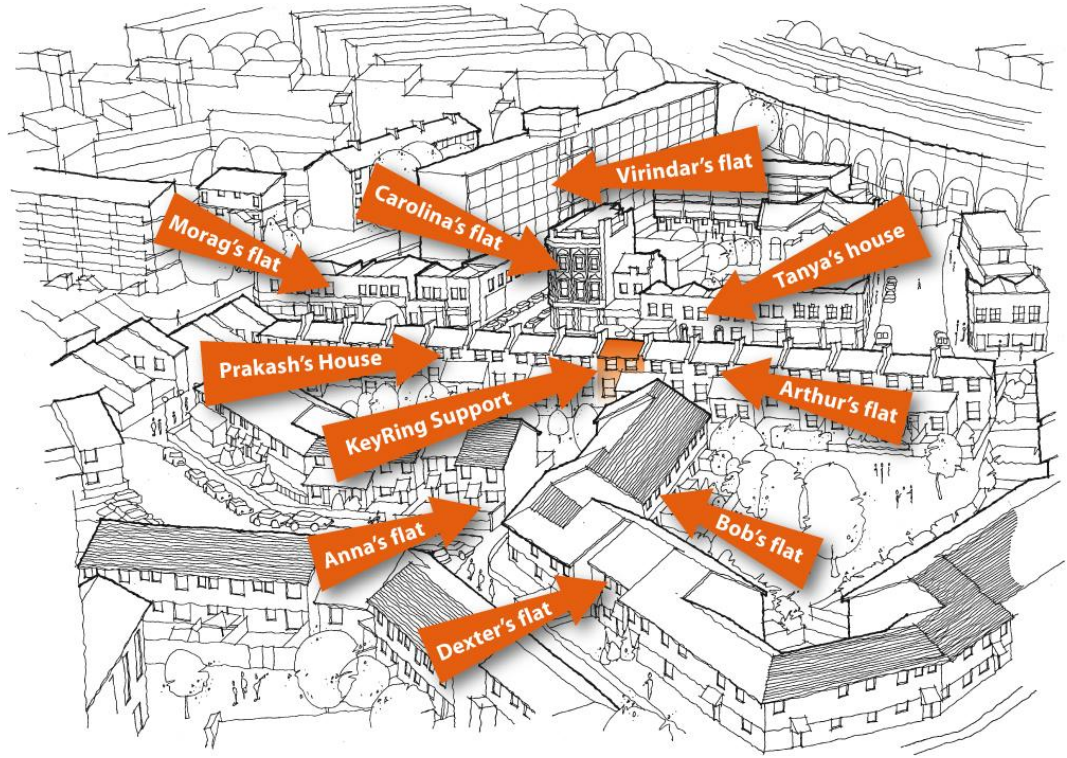 Virindar's flat
Carolina's flat
Morag's flat
Tanya's house
Prakash's House
KeyRing Support
Arthur's flat
Anna's flat
Bob's flat
Dexter's flat